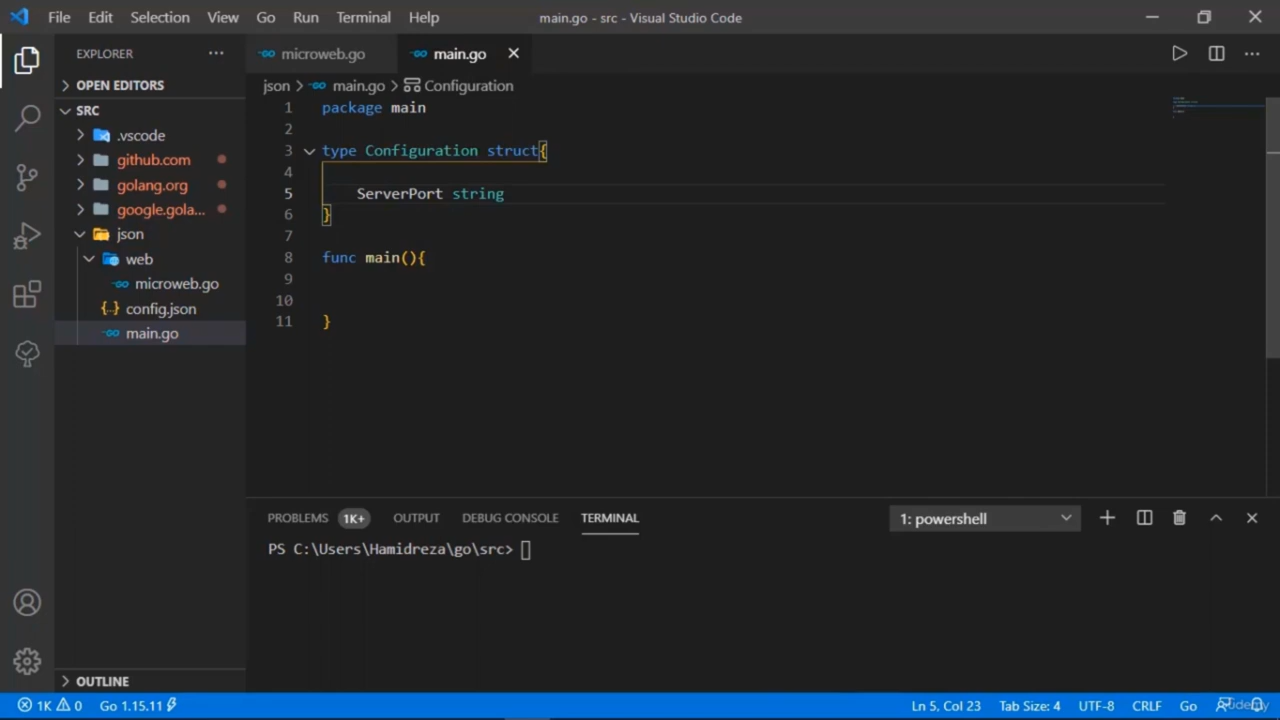 File Edit Selection View Go Run Terminal Help
main.go - src - Visual Studio Code
EXPLORER
OPEN EDITORS
SRC
.vscode
github.com
golang.org
google.gola...
json
web
microweb.go
config.json
main.go
OUTLINE
microweb.go main.go
json > main.go > Configuration
1 package main
2
3 type Configuration struct{
4
5 ServerPort string
6 }
7
8 func main(){
9
10
11 }
PROBLEMS 1K+ OUTPUT DEBUG CONSOLE TERMINAL 1: powershell
PS C:\Users\Hamidreza\go\src>
1K 0 Go 1.15.11 Ln 5, Col 23 Tab Size: 4 UTF-8 CRLF Go